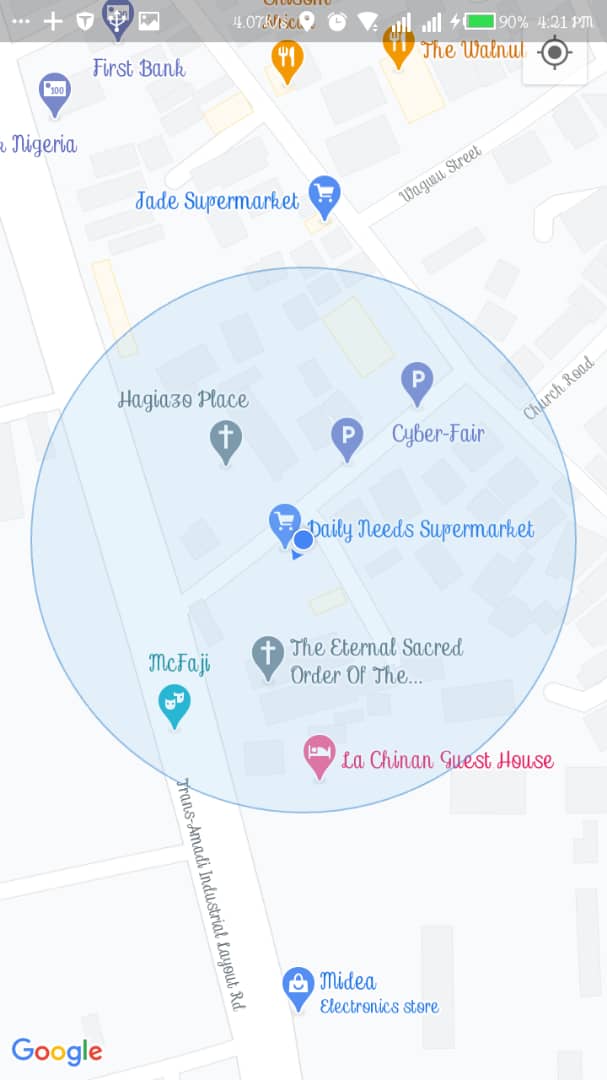 4.07K/s 90% 4:21 PM
First Bank
The Walnut
100
Nigeria
Jade Supermarket
Waguu Street
Hagiazo Place
P
P
Cyber-Fair
Church Road
Daily Needs Supermarket
The Eternal Sacred
Order Of The...
McFaji
La Chinan Guest House
Trans-Amadi Industrial Layout Rd
Midea
Electronics store
Google